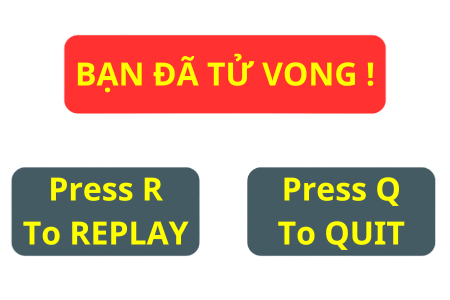 BẠN ĐÃ TỬ VONG !
Press R
To REPLAY
Press Q
To QUIT